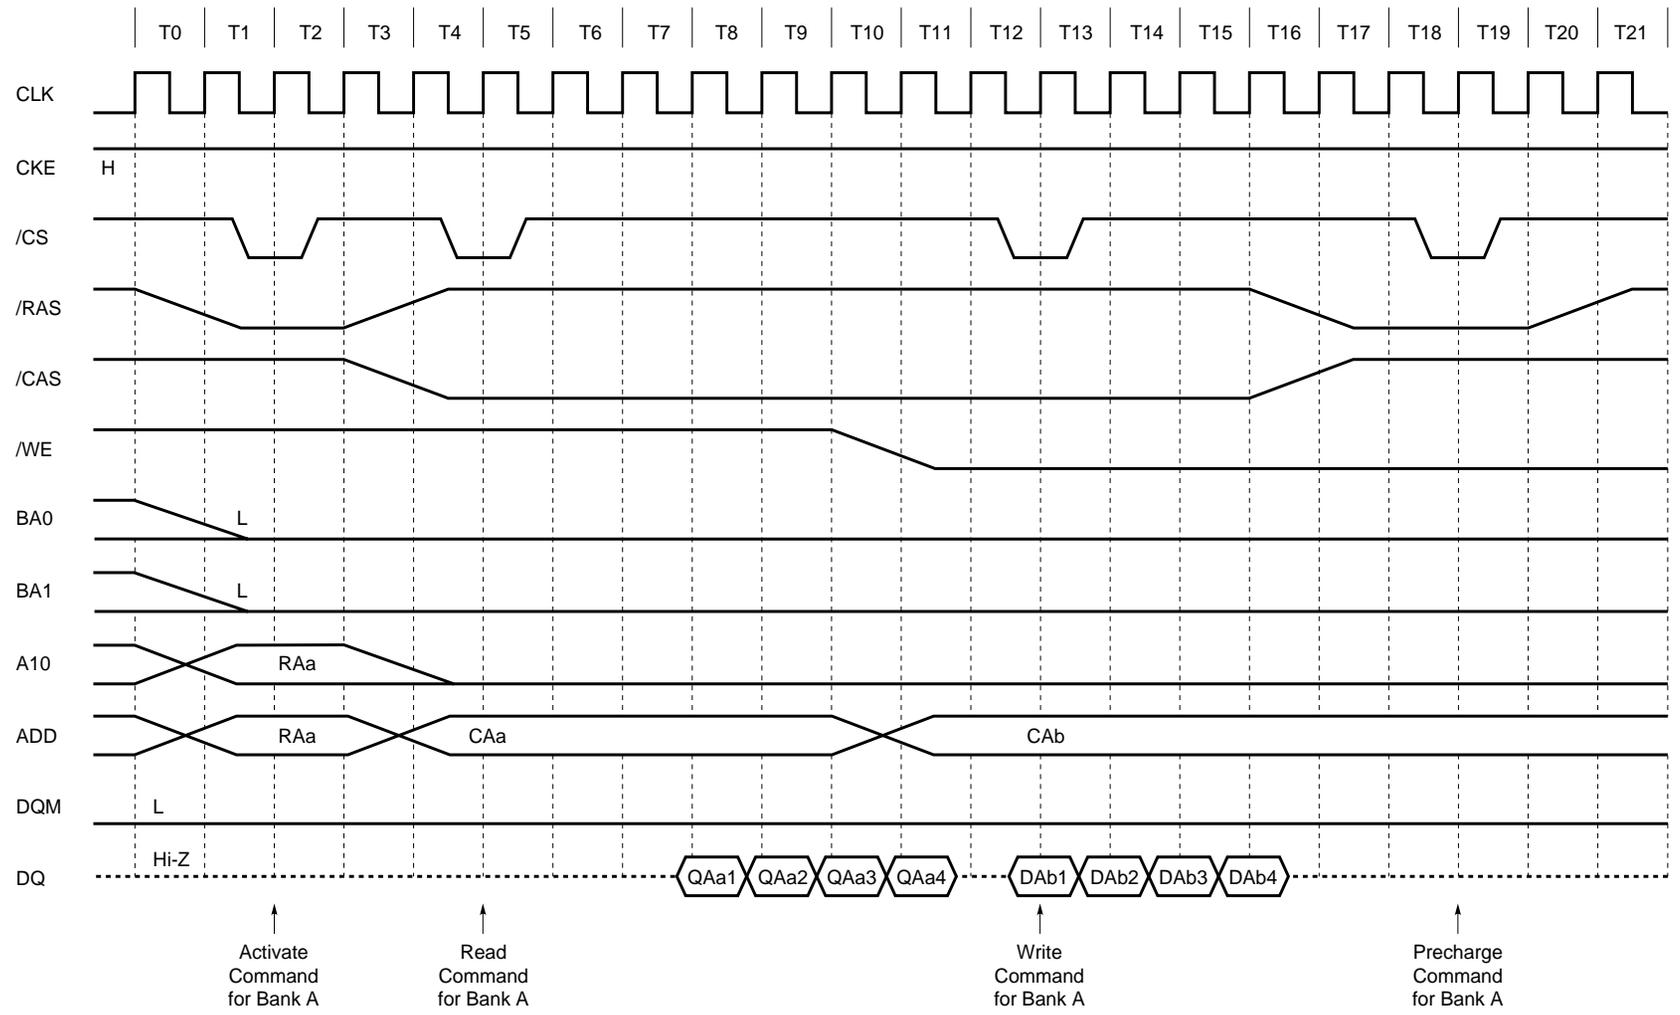 T0 T1 T2 T3 T4 T5 T6 T7 T8 T9 T10 T11 T12 T13 T14 T15 T16 T17 T18 T19 T20 T21
CLK
CKE H
/CS
/RAS
/CAS
/WE
BA0 L
BA1 L
A10 RAa
ADD RAa CAa CAb
DQM L
Hi-Z
DQ QAa1 QAa2 QAa3 QAa4 DAb1 DAb2 DAb3 DAb4
Activate Read Write Precharge
Command Command Command Command
for Bank A for Bank A for Bank A for Bank A